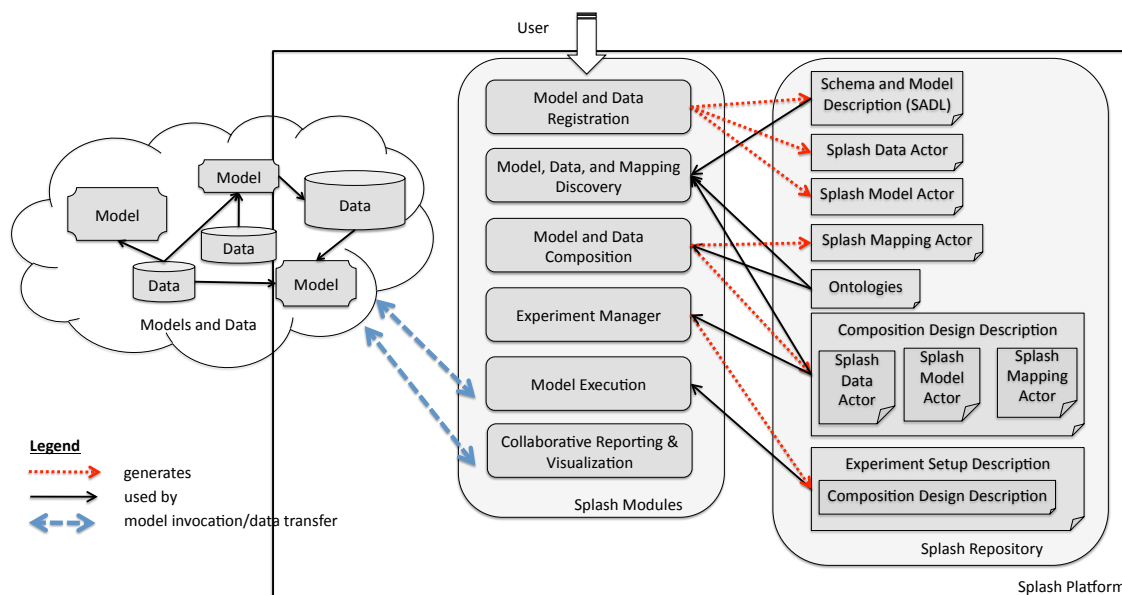 User
Model and Data
Registration
Model, Data, and Mapping
Discovery
Model and Data
Composition
Experiment Manager
Model Execution
Collaborative Reporting &
Visualization
Splash Modules
Schema and Model
Description (SADL)
Splash Data Actor
Splash Model Actor
Splash Mapping Actor
Ontologies
Composition Design Description
Splash
Data
Actor
Splash
Model
Actor
Splash
Mapping
Actor
Experiment Setup Description
Composition Design Description
Splash Repository
Splash Platform
Model
Model
Data
Data
Data
Model
Models and Data
Legend
generates
used by
model invocation/data transfer